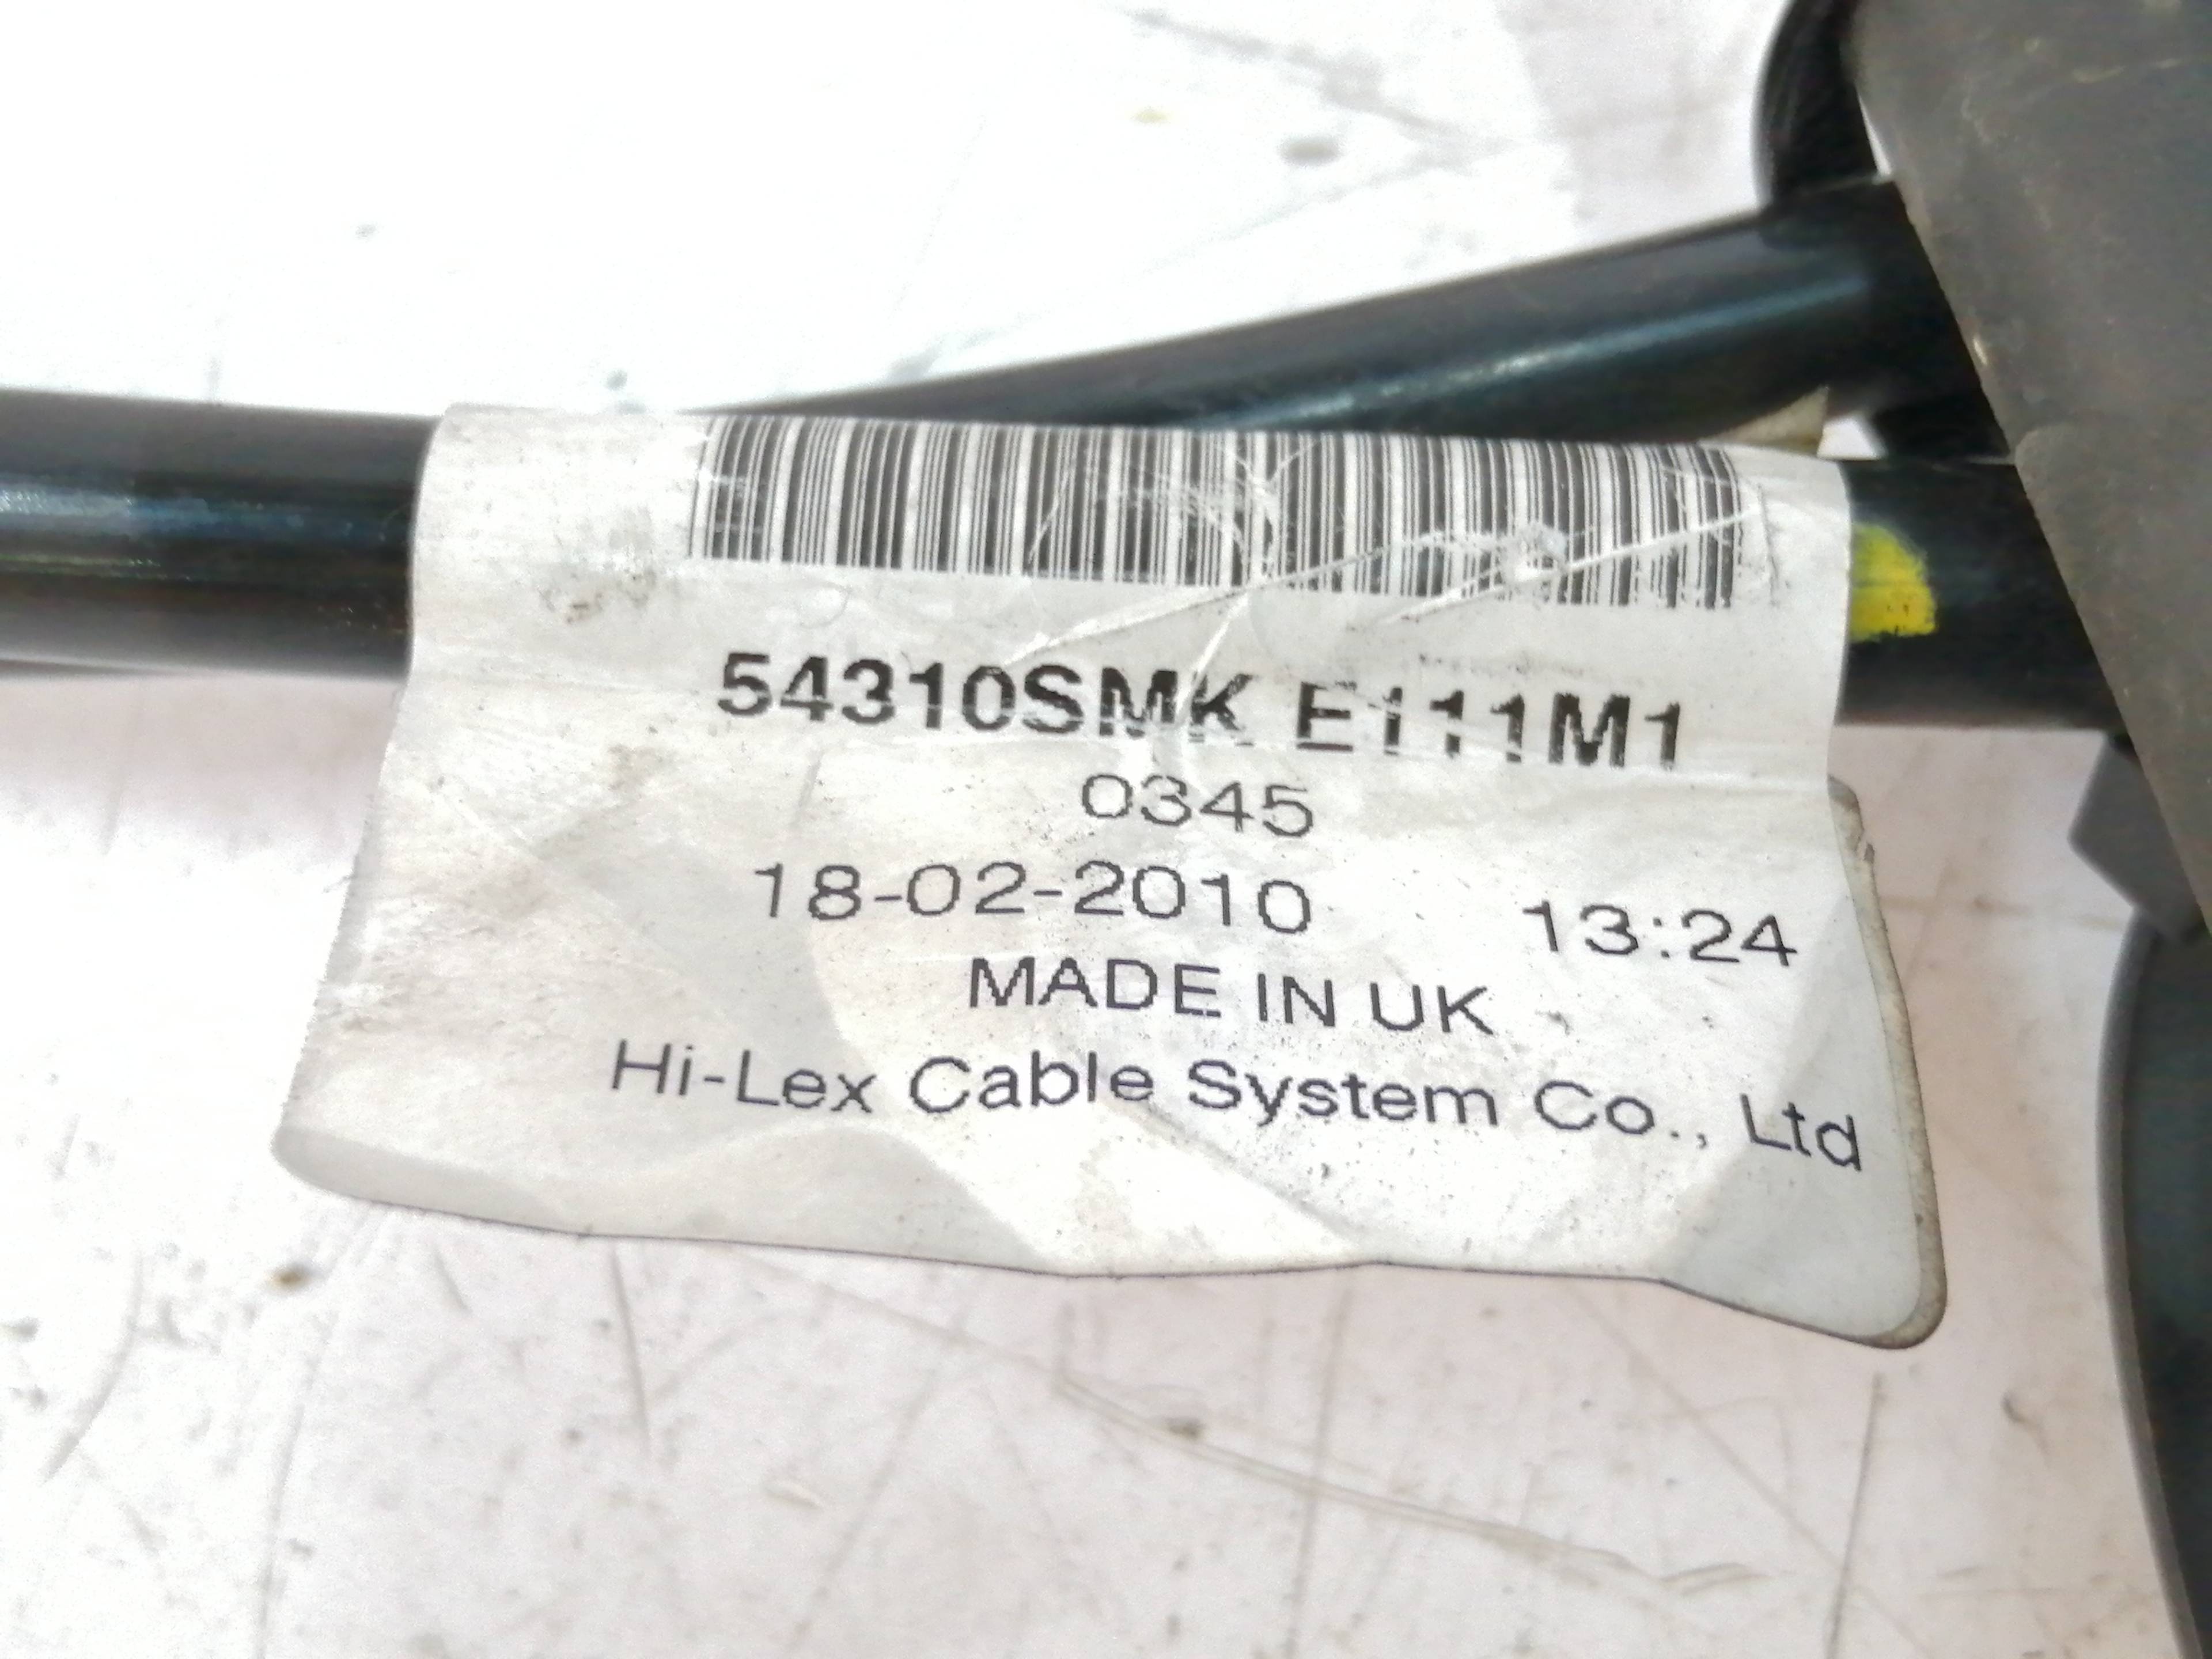 54310SMK E111M1
0345
18-02-2010 13:24
MADE IN UK
Hi-Lex Cable System Co., Ltd